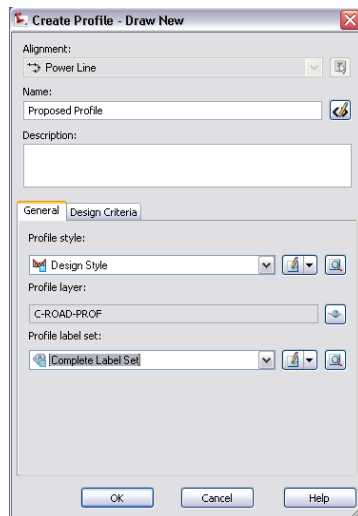 Create Profile - Draw New
Alignment:
Power Line
Name:
Proposed Profile
Description:
General Design Criteria
Profile style:
Design Style
Profile layer:
C-ROAD-PROF
Profile label set:
Complete Label Set
OK Cancel Help